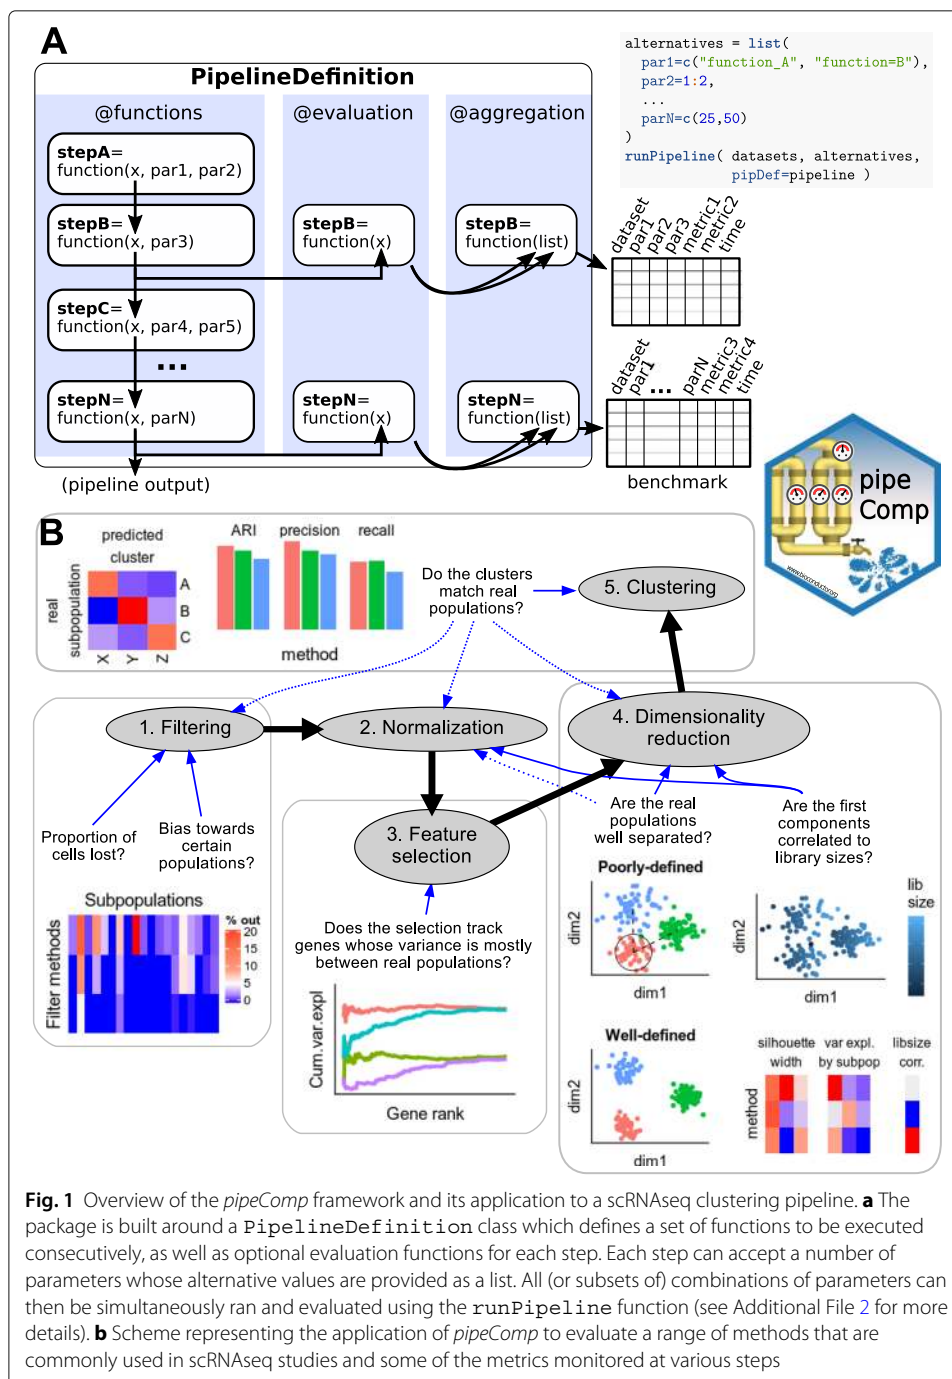 A
PipelineDefinition
@functions
@evaluation
@aggregation
stepA=
function(x, par1, par2)
stepB=
function(x, par3)
stepB=
function(x)
stepB=
function(list)
stepC=
function(x, par4, par5)
...
stepN=
function(x, parN)
stepN=
function(x)
stepN=
function(list)
(pipeline output)
alternatives = list(
par1=c("function_A", "function=B"),
par2=1:2,
...
parN=c(25,50)
)
runPipeline( datasets, alternatives,
pipDef=pipeline )
dataset
par1
par2
par3
metric1
metric2
time
dataset
par1
...
parN
metric3
metric4
time
benchmark
pipe
Comp
www.bioconductor.org
B
predicted
cluster
real
subpopulation
A
B
C
X
Y
Z
ARI
precision
recall
method
Do the clusters
match real
populations?
5. Clustering
1. Filtering
2. Normalization
4. Dimensionality
reduction
3. Feature
selection
Proportion of
cells lost?
Bias towards
certain
populations?
Subpopulations
Filter methods
% out
20
15
10
5
0
Does the selection track
genes whose variance is mostly
between real populations?
Cum.var.expl
Gene rank
Are the real
populations
well separated?
Are the first
components
correlated to
library sizes?
Poorly-defined
dim2
dim1
dim2
dim1
lib
size
Well-defined
dim2
dim1
silhouette
width
var expl.
by subpop
libsize
corr.
method
Fig. 1 Overview of the pipeComp framework and its application to a scRNAseq clustering pipeline. a The
package is built around a PipelineDefinition class which defines a set of functions to be executed
consecutively, as well as optional evaluation functions for each step. Each step can accept a number of
parameters whose alternative values are provided as a list. All (or subsets of) combinations of parameters can
then be simultaneously ran and evaluated using the runPipeline function (see Additional File 2 for more
details). b Scheme representing the application of pipeComp to evaluate a range of methods that are
commonly used in scRNAseq studies and some of the metrics monitored at various steps